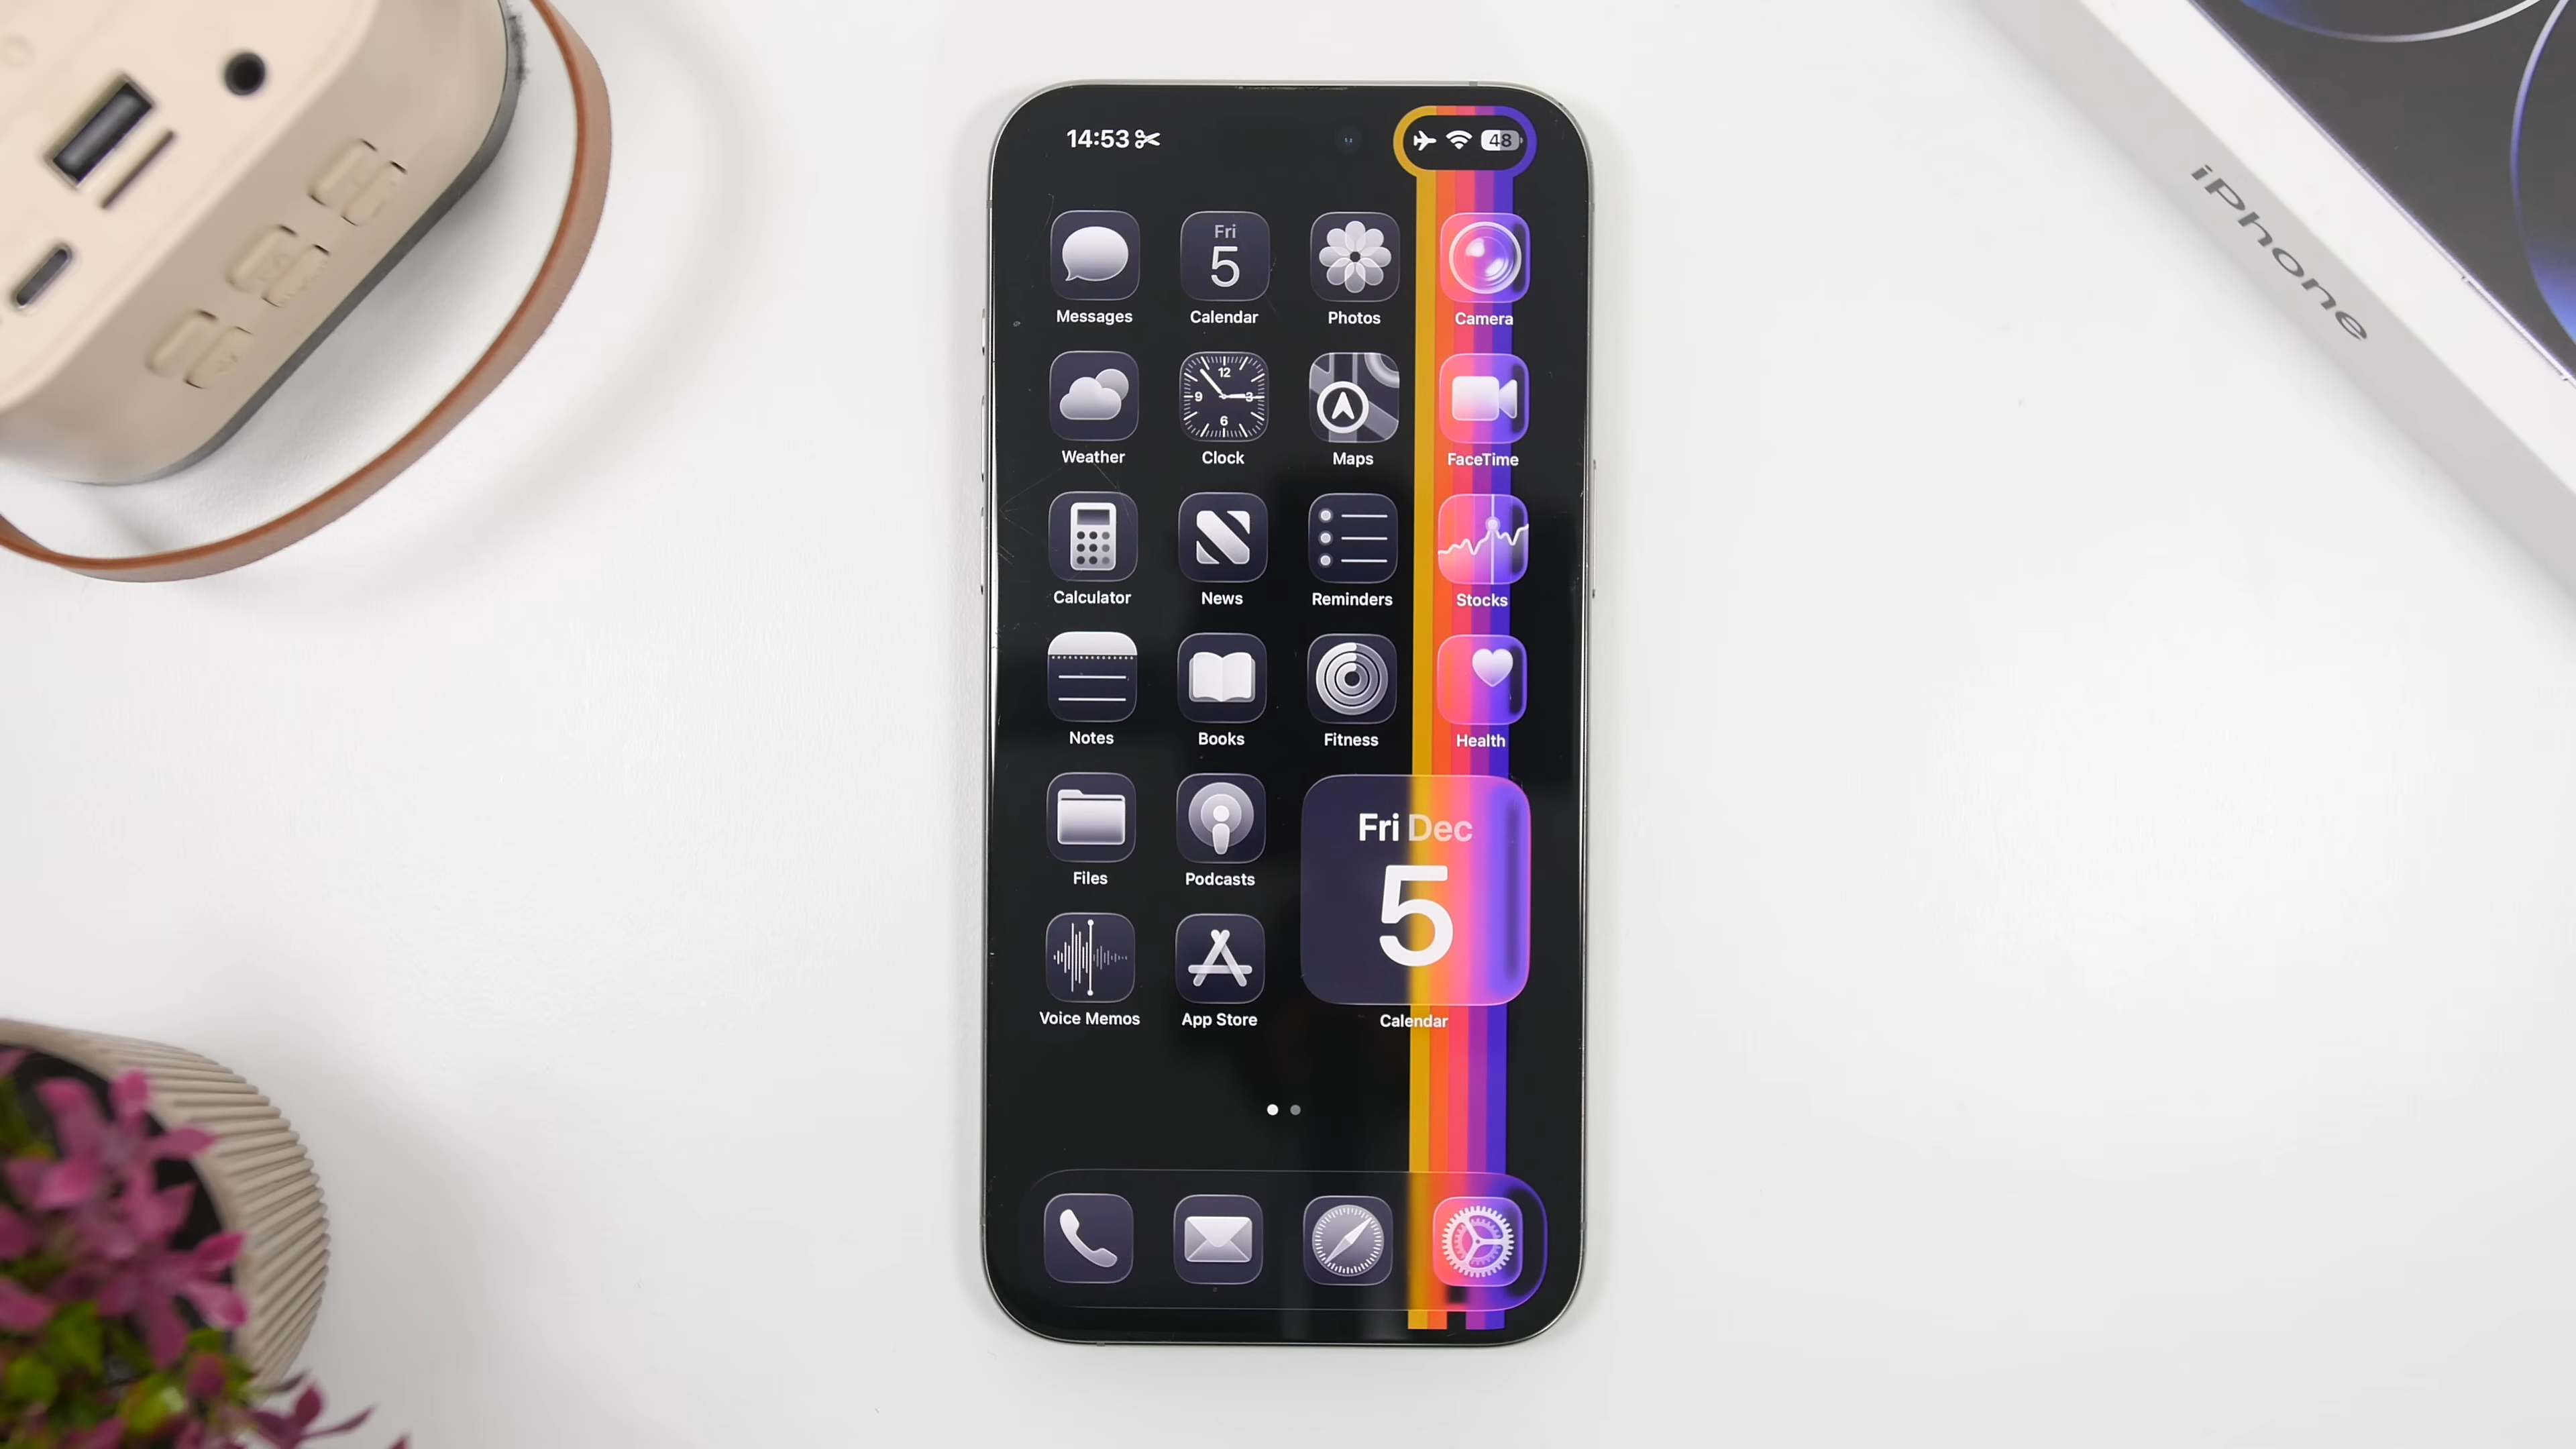 14:53
48
iPhone
Fri
5
Messages
Calendar
Photos
Camera
12
9
3
6
Weather
Clock
Maps
FaceTime
Calculator
News
Reminders
Stocks
Notes
Books
Fitness
Health
Fri Dec
5
Files
Podcasts
Voice Memos
App Store
Calendar